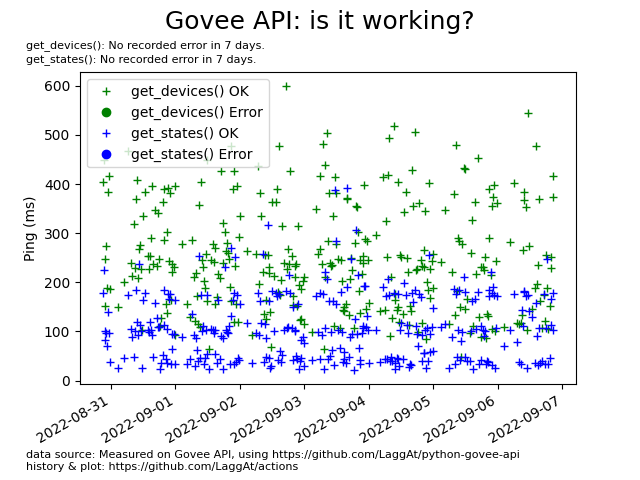 Govee API: is it working?
get_devices(): No recorded error in 7 days.
get_states(): No recorded error in 7 days.
get_devices() OK
get_devices() Error
get_states() OK
get_states() Error
600
500
400
300
200
100
0
Ping (ms)
2022-08-31
2022-09-01
2022-09-02
2022-09-03
2022-09-04
2022-09-05
2022-09-06
2022-09-07
data source: Measured on Govee API, using https://github.com/LaggAt/python-govee-api
history & plot: https://github.com/LaggAt/actions